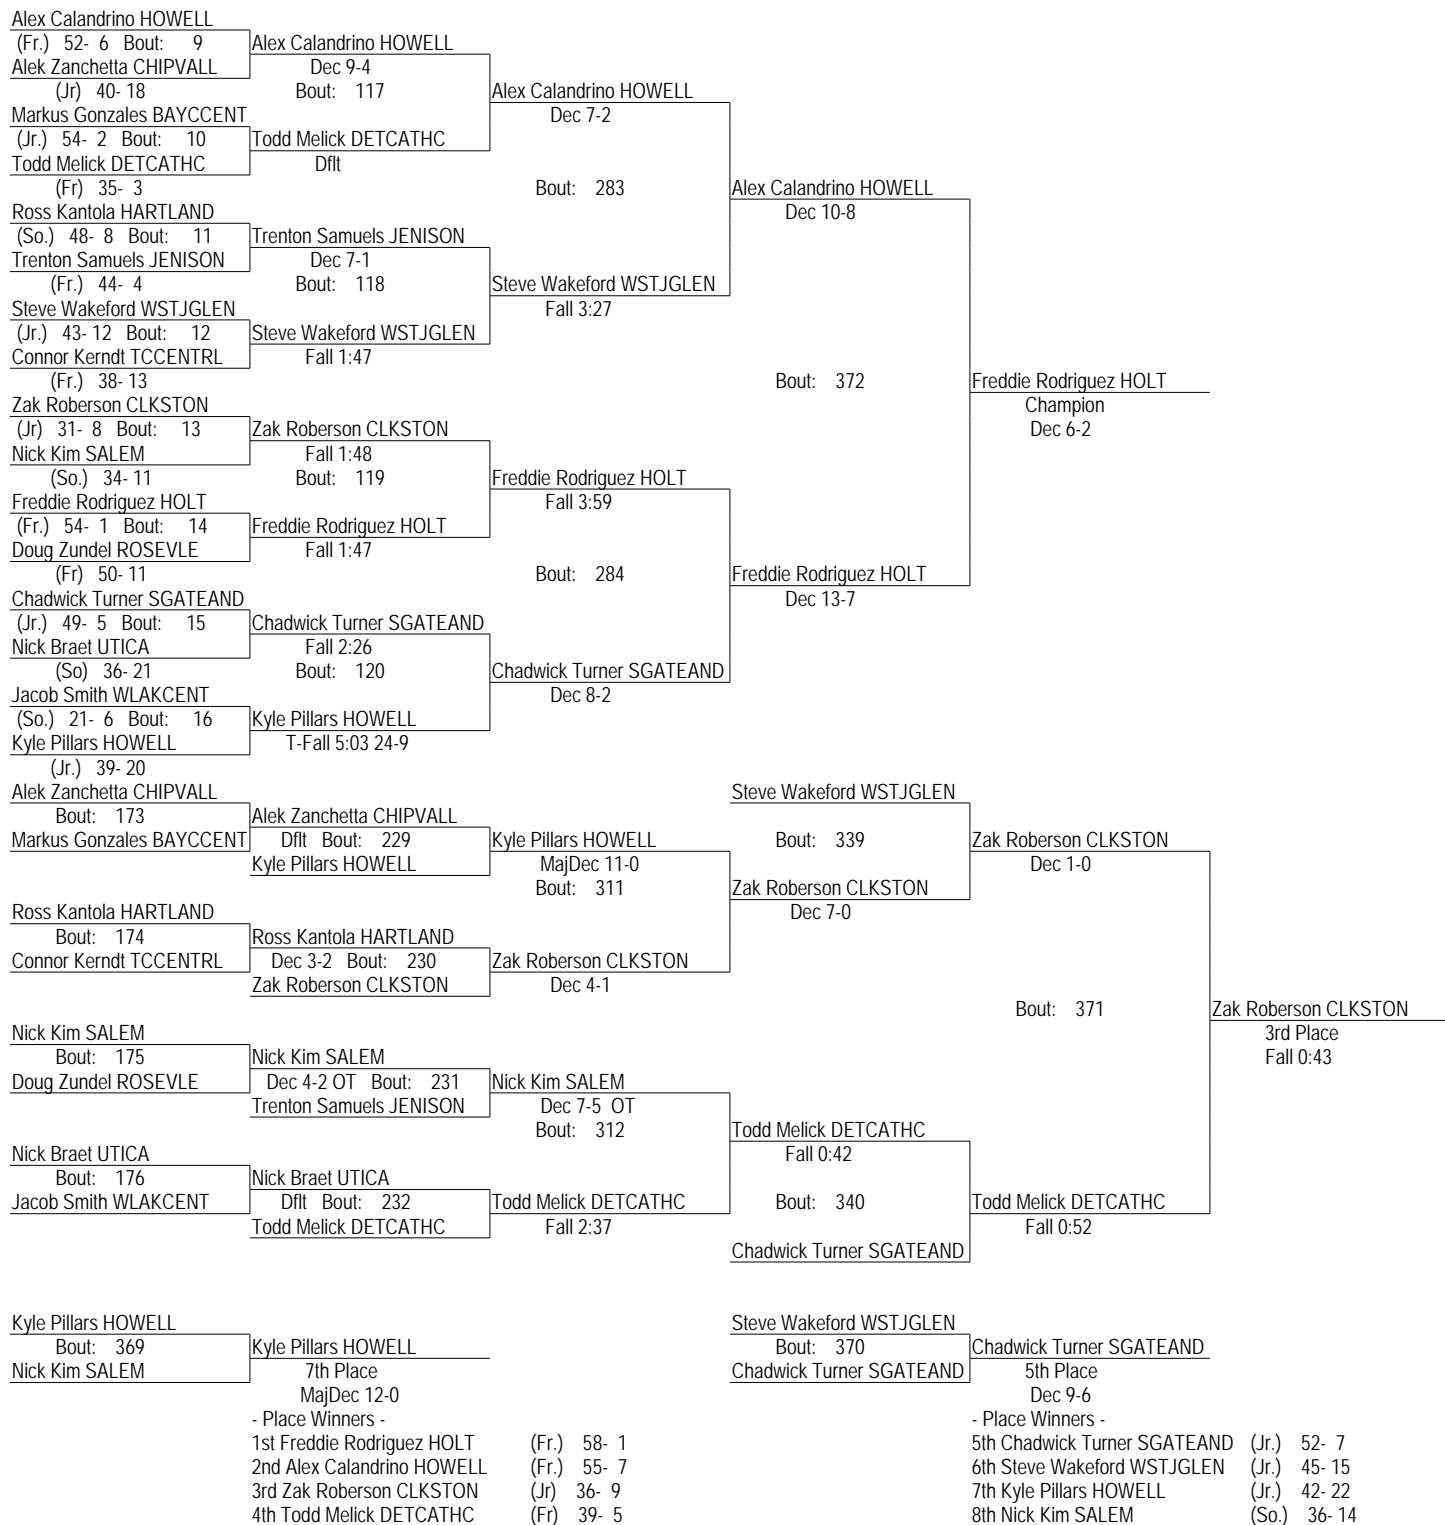 Alex Calandrino HOWELL
(Fr.) 52- 6 Bout: 9 Alex Calandrino HOWELL
Alek Zanchetta CHIPVALL Dec 9-4
(Jr) 40- 18 Bout: 117 Alex Calandrino HOWELL
Markus Gonzales BAYCCENT Dec 7-2
(Jr.) 54- 2 Bout: 10 Todd Melick DETCATHC
Todd Melick DETCATHC Dflt
(Fr) 35- 3 Bout: 283 Alex Calandrino HOWELL
Ross Kantola HARTLAND Dec 10-8
(So.) 48- 8 Bout: 11 Trenton Samuels JENISON
Trenton Samuels JENISON Dec 7-1
(Fr.) 44- 4 Bout: 118 Steve Wakeford WSTJGLEN
Steve Wakeford WSTJGLEN Fall 3:27
(Jr.) 43- 12 Bout: 12 Steve Wakeford WSTJGLEN
Connor Kerndt TCCENTRL Fall 1:47
(Fr.) 38- 13 Bout: 372 Freddie Rodriguez HOLT
Zak Roberson CLKSTON Champion
(Jr) 31- 8 Bout: 13 Zak Roberson CLKSTON Dec 6-2
Nick Kim SALEM Fall 1:48
(So.) 34- 11 Bout: 119 Freddie Rodriguez HOLT
Freddie Rodriguez HOLT Fall 3:59
(Fr.) 54- 1 Bout: 14 Freddie Rodriguez HOLT
Doug Zundel ROSEVLE Fall 1:47
(Fr) 50- 11 Bout: 284 Freddie Rodriguez HOLT
Chadwick Turner SGATEAND Dec 13-7
(Jr.) 49- 5 Bout: 15 Chadwick Turner SGATEAND
Nick Braet UTICA Fall 2:26
(So) 36- 21 Bout: 120 Chadwick Turner SGATEAND
Jacob Smith WLAKCENT Dec 8-2
(So.) 21- 6 Bout: 16 Kyle Pillars HOWELL
Kyle Pillars HOWELL T-Fall 5:03 24-9
(Jr.) 39- 20
Alek Zanchetta CHIPVALL Steve Wakeford WSTJGLEN
Bout: 173 Alek Zanchetta CHIPVALL
Markus Gonzales BAYCCENT Dflt Bout: 229 Kyle Pillars HOWELL Bout: 339 Zak Roberson CLKSTON
Kyle Pillars HOWELL MajDec 11-0 Dec 1-0
Bout: 311 Zak Roberson CLKSTON
Ross Kantola HARTLAND Dec 7-0
Bout: 174 Ross Kantola HARTLAND
Connor Kerndt TCCENTRL Dec 3-2 Bout: 230 Zak Roberson CLKSTON
Zak Roberson CLKSTON Dec 4-1
Bout: 371 Zak Roberson CLKSTON
Nick Kim SALEM 3rd Place
Bout: 175 Nick Kim SALEM Fall 0:43
Doug Zundel ROSEVLE Dec 4-2 OT Bout: 231 Nick Kim SALEM
Trenton Samuels JENISON Dec 7-5 OT
Bout: 312 Todd Melick DETCATHC
Nick Braet UTICA Fall 0:42
Bout: 176 Nick Braet UTICA
Jacob Smith WLAKCENT Dflt Bout: 232 Todd Melick DETCATHC Bout: 340 Todd Melick DETCATHC
Todd Melick DETCATHC Fall 2:37 Fall 0:52
Chadwick Turner SGATEAND
Kyle Pillars HOWELL Steve Wakeford WSTJGLEN
Bout: 369 Kyle Pillars HOWELL Bout: 370 Chadwick Turner SGATEAND
Nick Kim SALEM 7th Place Chadwick Turner SGATEAND 5th Place
MajDec 12-0 Dec 9-6
- Place Winners - - Place Winners -
1st Freddie Rodriguez HOLT (Fr.) 58- 1 5th Chadwick Turner SGATEAND (Jr.) 52- 7
2nd Alex Calandrino HOWELL (Fr.) 55- 7 6th Steve Wakeford WSTJGLEN (Jr.) 45- 15
3rd Zak Roberson CLKSTON (Jr) 36- 9 7th Kyle Pillars HOWELL (Jr.) 42- 22
4th Todd Melick DETCATHC (Fr) 39- 5 8th Nick Kim SALEM (So.) 36- 14